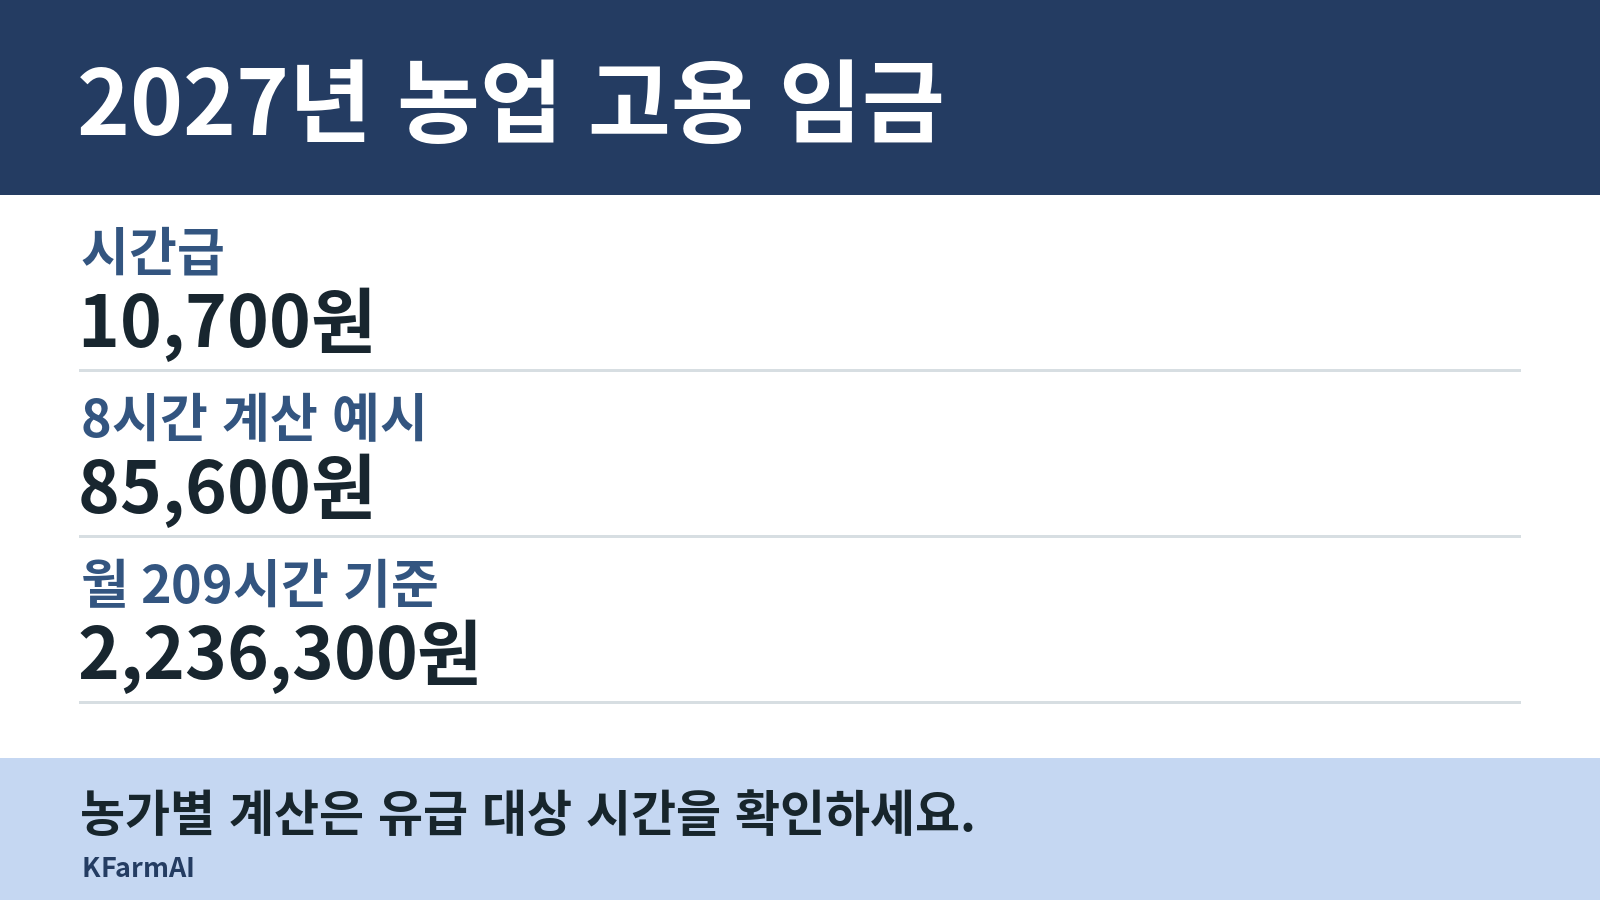 2027년 농업 고용 임금
시간급
10,700원
8시간 계산 예시
85,600원
월 209시간 기준
2,236,300원
농가별 계산은 유급 대상 시간을 확인하세요.
KFarmAI